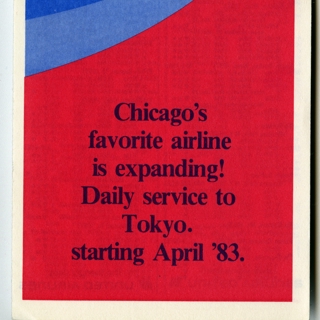 Chicago's
favorite airline
is expanding!
Daily service to
Tokyo.
starting April '83.